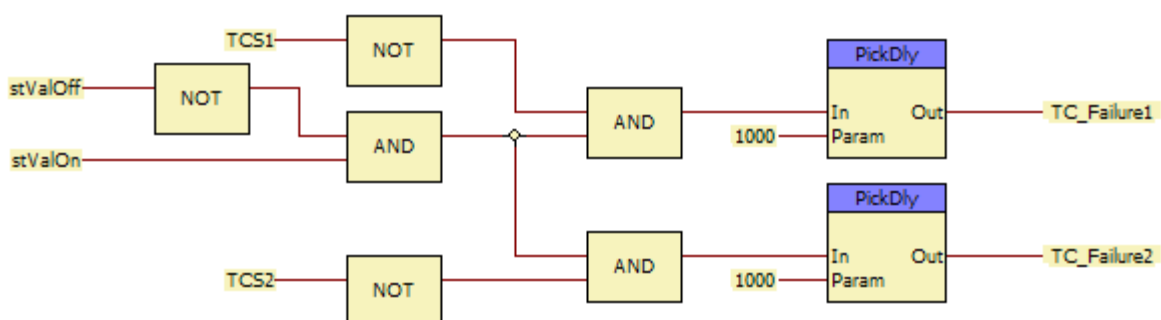 TCS1
NOT
PickDly
stValOff
NOT
In Out
TC_Failure1
AND
1000
Param
stValOn
AND
PickDly
In Out
TC_Failure2
AND
TCS2
NOT
1000
Param